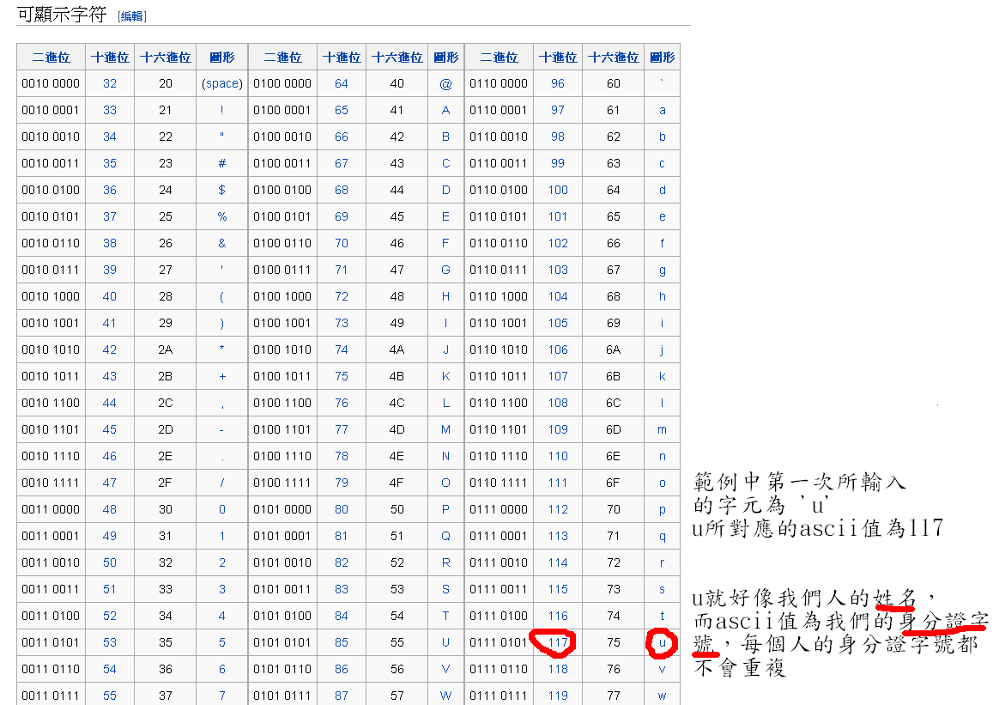 可顯示字符 [編輯]
二進位 十進位 十六進位 圖形 二進位 十進位 十六進位 圖形 二進位 十進位 十六進位 圖形
0010 0000 32 20 (space) 0100 0000 64 40 @ 0110 0000 96 60 `
0010 0001 33 21 ! 0100 0001 65 41 A 0110 0001 97 61 a
0010 0010 34 22 " 0100 0010 66 42 B 0110 0010 98 62 b
0010 0011 35 23 # 0100 0011 67 43 C 0110 0011 99 63 c
0010 0100 36 24 $ 0100 0100 68 44 D 0110 0100 100 64 d
0010 0101 37 25 % 0100 0101 69 45 E 0110 0101 101 65 e
0010 0110 38 26 & 0100 0110 70 46 F 0110 0110 102 66 f
0010 0111 39 27 ' 0100 0111 71 47 G 0110 0111 103 67 g
0010 1000 40 28 ( 0100 1000 72 48 H 0110 1000 104 68 h
0010 1001 41 29 ) 0100 1001 73 49 I 0110 1001 105 69 i
0010 1010 42 2A * 0100 1010 74 4A J 0110 1010 106 6A j
0010 1011 43 2B + 0100 1011 75 4B K 0110 1011 107 6B k
0010 1100 44 2C , 0100 1100 76 4C L 0110 1100 108 6C l
0010 1101 45 2D - 0100 1101 77 4D M 0110 1101 109 6D m
0010 1110 46 2E . 0100 1110 78 4E N 0110 1110 110 6E n
0010 1111 47 2F / 0100 1111 79 4F O 0110 1111 111 6F o
0011 0000 48 30 0 0101 0000 80 50 P 0111 0000 112 70 p
0011 0001 49 31 1 0101 0001 81 51 Q 0111 0001 113 71 q
0011 0010 50 32 2 0101 0010 82 52 R 0111 0010 114 72 r
0011 0011 51 33 3 0101 0011 83 53 S 0111 0011 115 73 s
0011 0100 52 34 4 0101 0100 84 54 T 0111 0100 116 74 t
0011 0101 53 35 5 0101 0101 85 55 U 0111 0101 117 75 u
0011 0110 54 36 6 0101 0110 86 56 V 0111 0110 118 76 v
0011 0111 55 37 7 0101 0111 87 57 W 0111 0111 119 77 w
範例中第一次所輸入
的字元為 'u'
u所對應的ascii值為117
u就好像我們人的姓名，
而ascii值為我們的身分證字
號，每個人的身分證字號都
不會重複